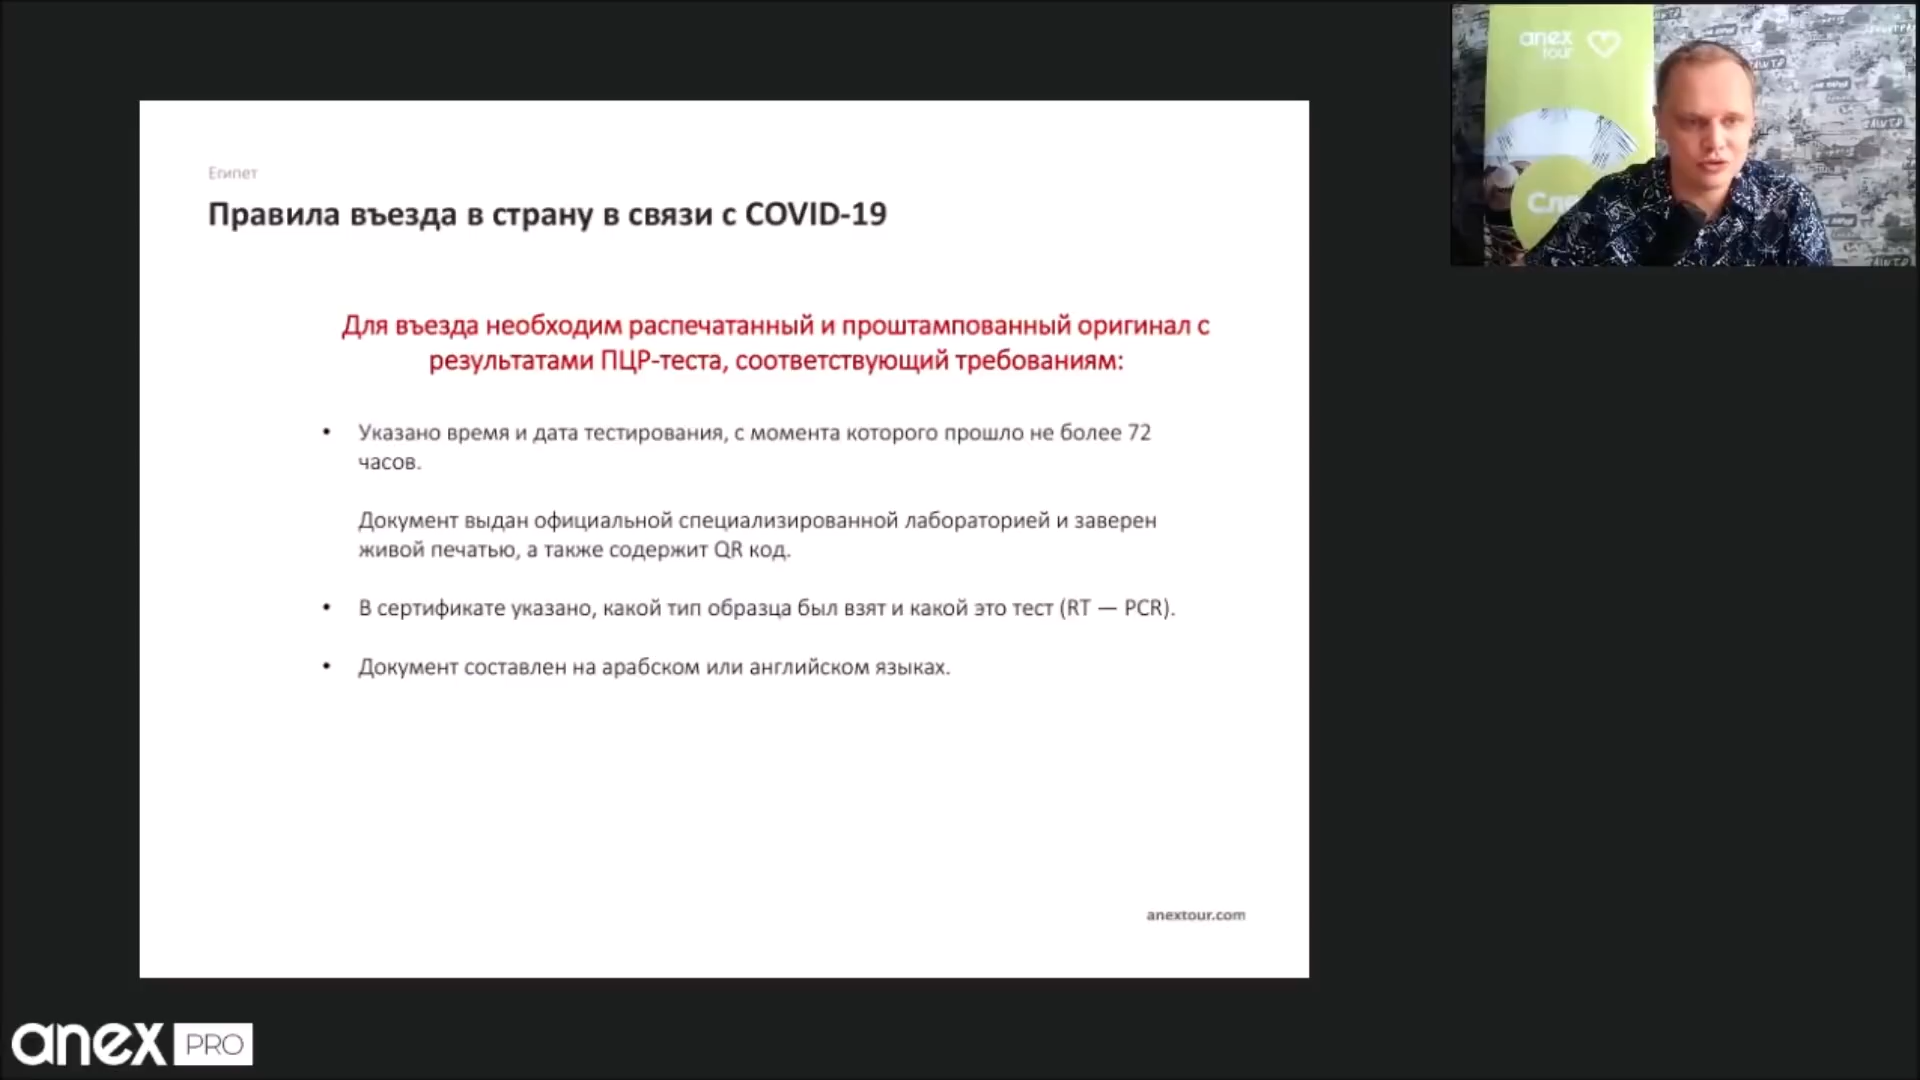 anex
tour
Сле
Египет
Правила въезда в страну в связи с COVID-19
Для въезда необходим распечатанный и проштампованный оригинал с
результатами ПЦР-теста, соответствующий требованиям:
• Указано время и дата тестирования, с момента которого прошло не более 72
часов.
Документ выдан официальной специализированной лабораторией и заверен
живой печатью, а также содержит QR код.
• В сертификате указано, какой тип образца был взят и какой это тест (RT — PCR).
• Документ составлен на арабском или английском языках.
anextour.com
anex PRO